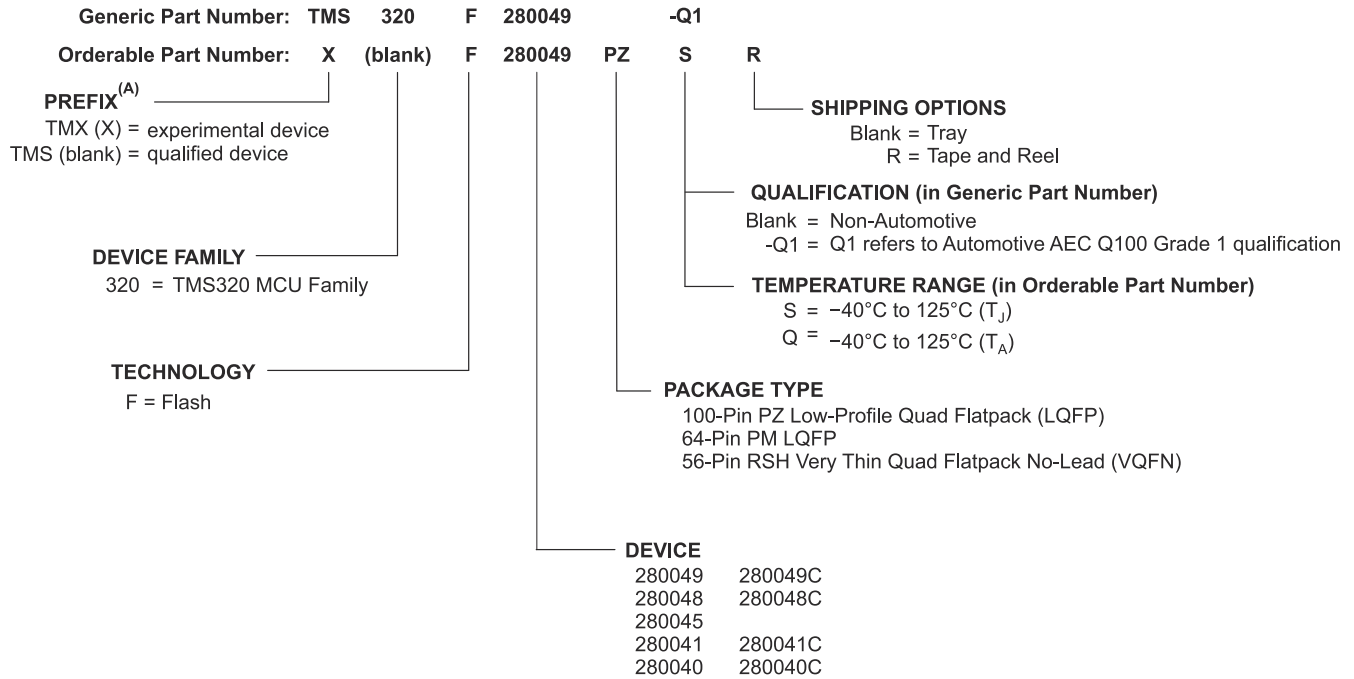 Generic Part Number: TMS 320 F 280049 -Q1
Orderable Part Number: X (blank) F 280049 PZ S R
PREFIX(A)
TMX (X) = experimental device
TMS (blank) = qualified device
SHIPPING OPTIONS
Blank = Tray
R = Tape and Reel
QUALIFICATION (in Generic Part Number)
Blank = Non-Automotive
-Q1 = Q1 refers to Automotive AEC Q100 Grade 1 qualification
DEVICE FAMILY
320 = TMS320 MCU Family
TEMPERATURE RANGE (in Orderable Part Number)
S = −40°C to 125°C (TJ)
Q = −40°C to 125°C (TA)
TECHNOLOGY
F = Flash
PACKAGE TYPE
100-Pin PZ Low-Profile Quad Flatpack (LQFP)
64-Pin PM LQFP
56-Pin RSH Very Thin Quad Flatpack No-Lead (VQFN)
DEVICE
280049 280049C
280048 280048C
280045
280041 280041C
280040 280040C